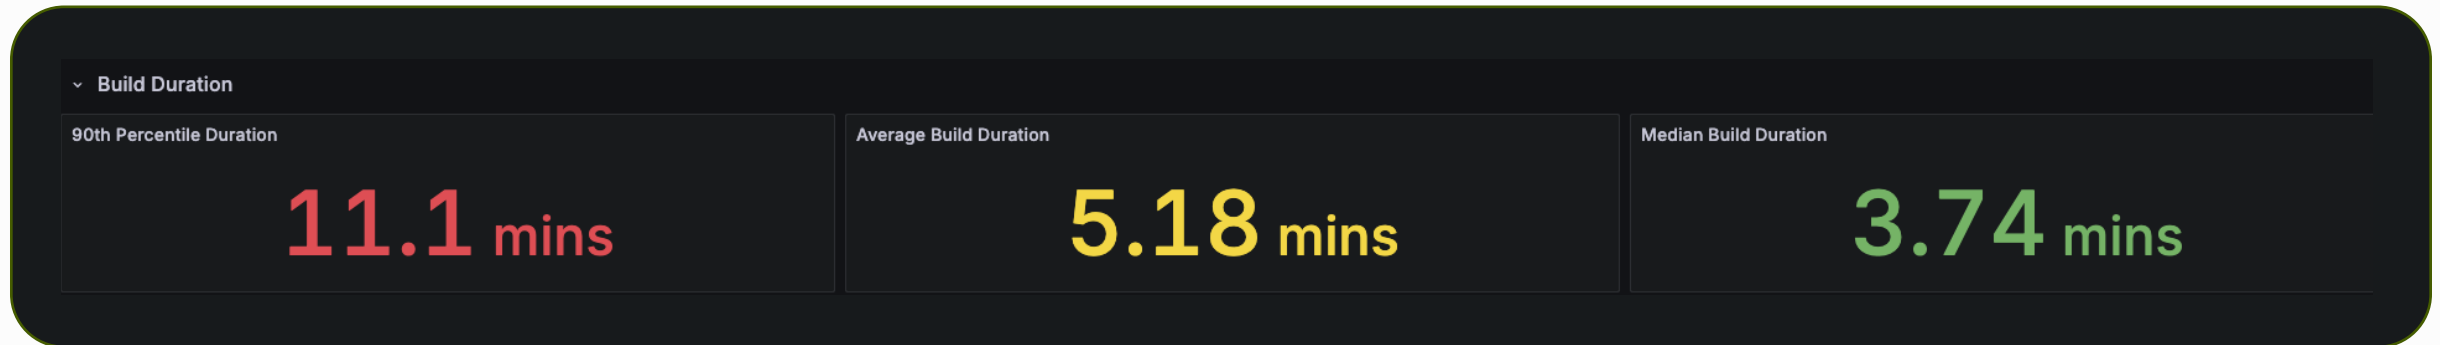 Build Duration
90th Percentile Duration
11.1 mins
Average Build Duration
5.18 mins
Median Build Duration
3.74 mins